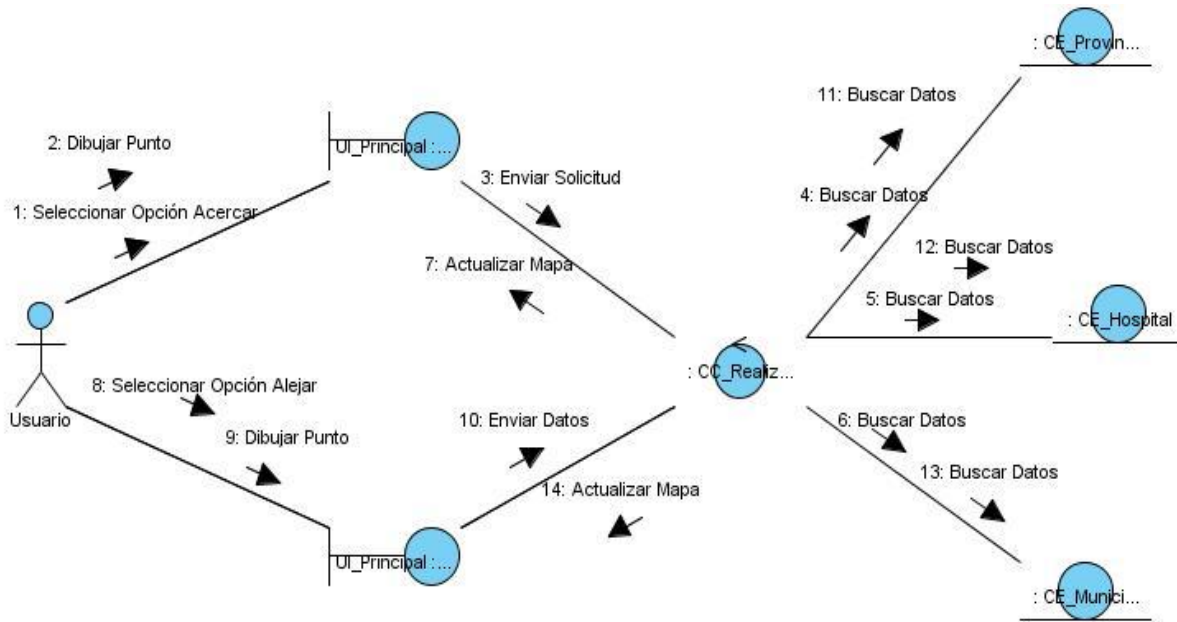 : CE_Provin...
11: Buscar Datos
2: Dibujar Punto
UI_Principal :...
3: Enviar Solicitud
4: Buscar Datos
1: Seleccionar Opción Acercar
12: Buscar Datos
7: Actualizar Mapa
5: Buscar Datos
: CE_Hospital
: CC_Realiz...
8: Seleccionar Opción Alejar
Usuario
10: Enviar Datos
6: Buscar Datos
9: Dibujar Punto
13: Buscar Datos
14: Actualizar Mapa
UI_Principal :...
: CE_Munici...